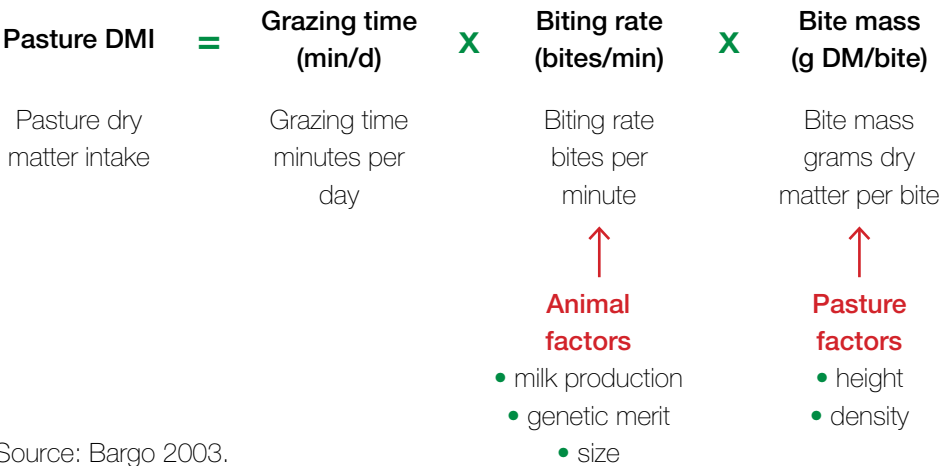 Pasture DMI = Grazing time (min/d) X Biting rate (bites/min) X Bite mass (g DM/bite)
Pasture dry
matter intake
Grazing time
minutes per
day
Biting rate
bites per
minute
Bite mass
grams dry
matter per bite
Animal
factors
• milk production
• genetic merit
• size
Pasture
factors
• height
• density
Source: Bargo 2003.